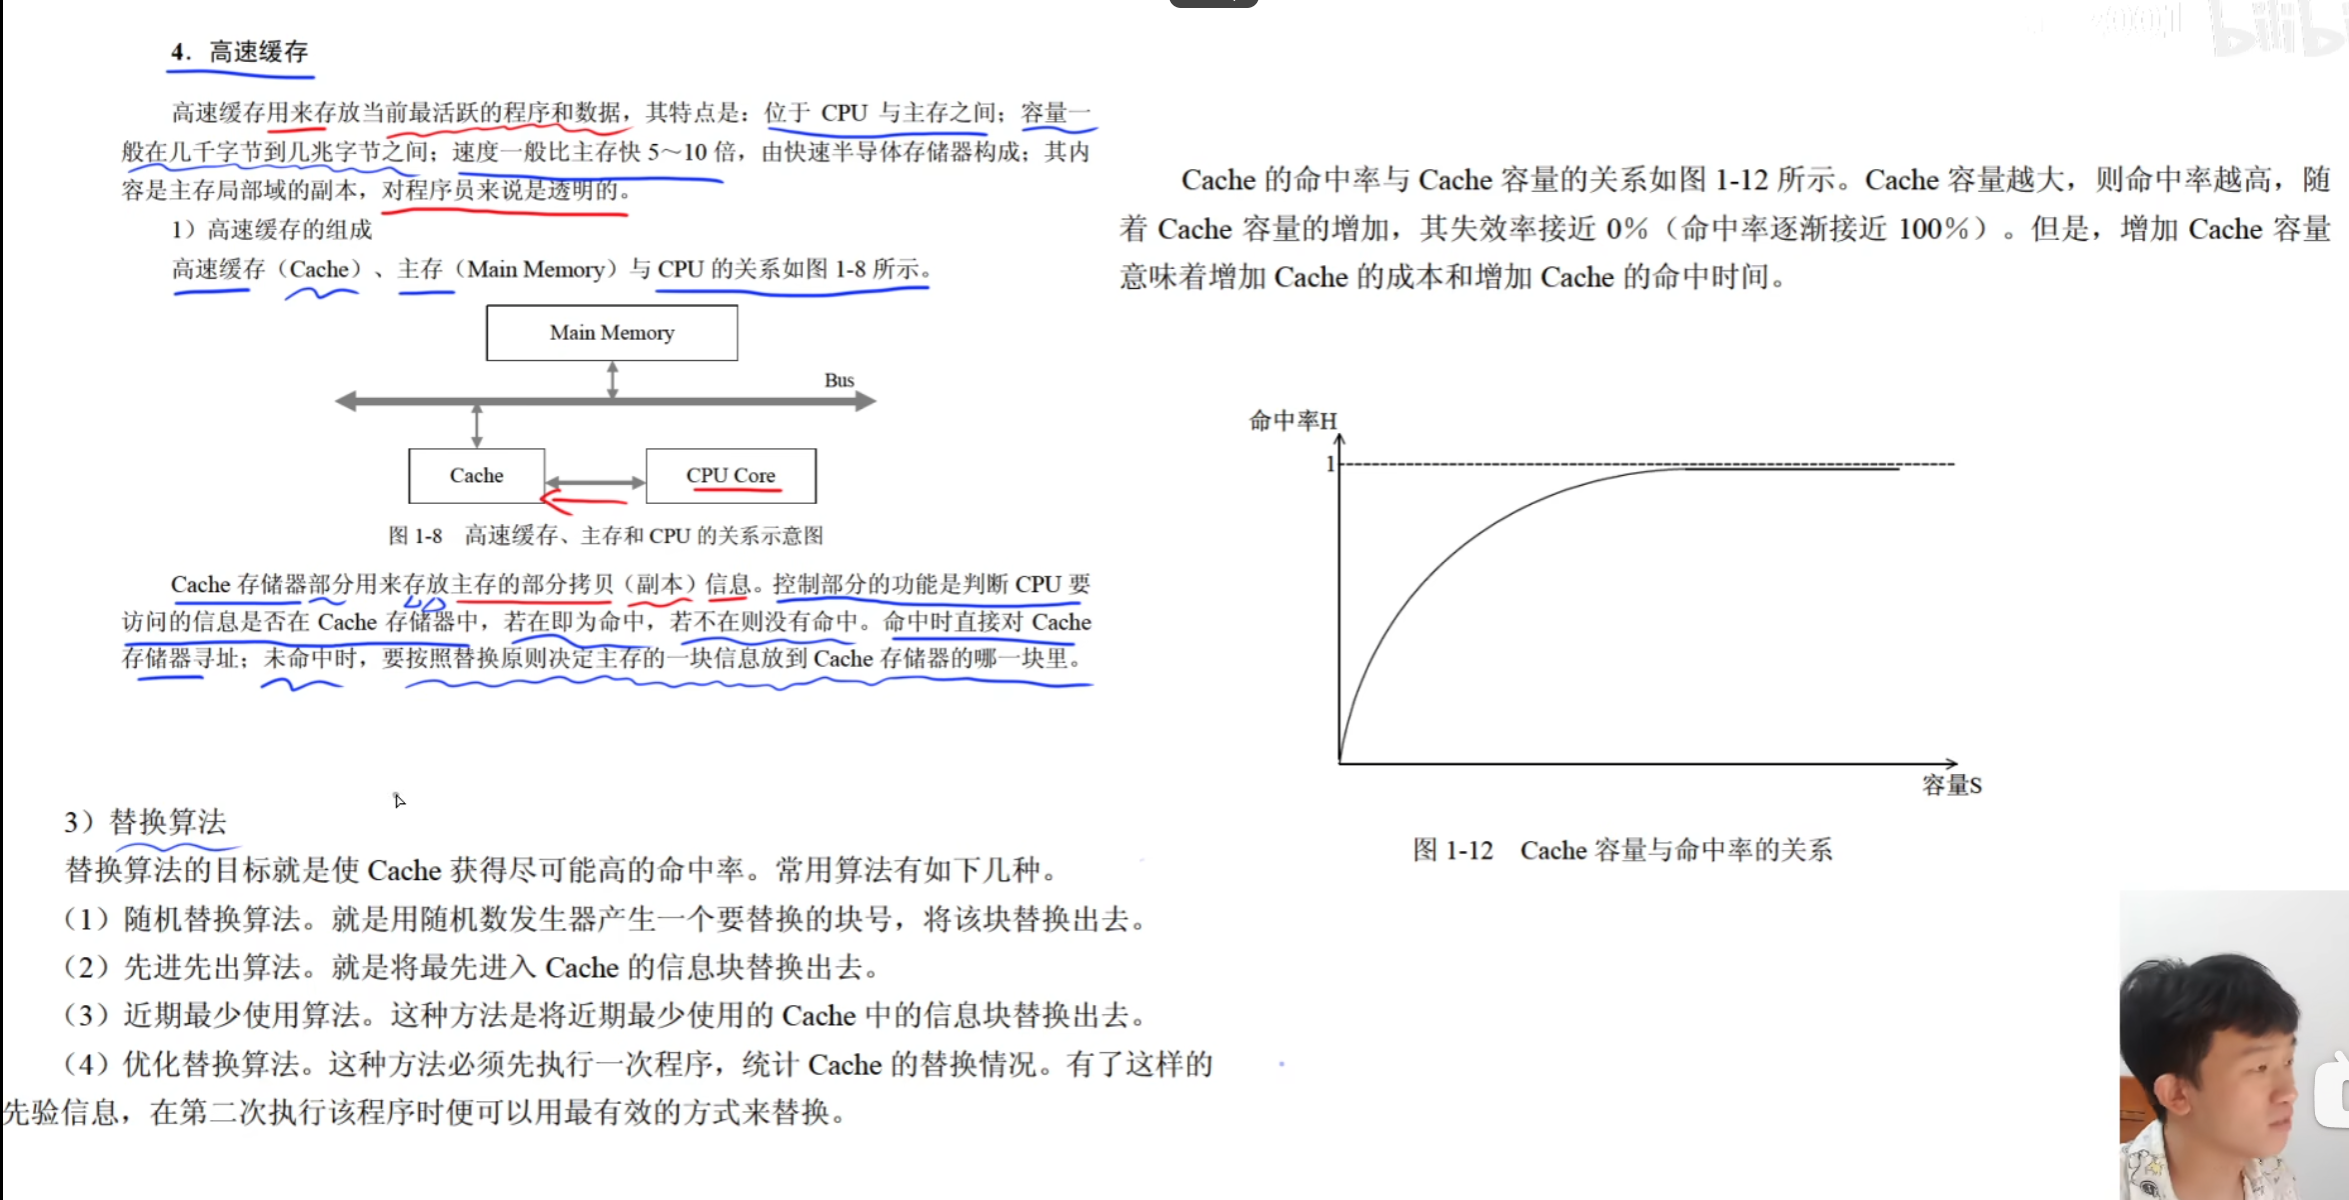 4．高速缓存
高速缓存用来存放当前最活跃的程序和数据，其特点是：位于 CPU 与主存之间；容量一
般在几千字节到几兆字节之间；速度一般比主存快 5～10 倍，由快速半导体存储器构成；其内
容是主存局部域的副本，对程序员来说是透明的。
1）高速缓存的组成
高速缓存（Cache）、主存（Main Memory）与 CPU 的关系如图 1-8 所示。
Main Memory
Bus
Cache
CPU Core
图 1-8 高速缓存、主存和 CPU 的关系示意图
Cache 存储器部分用来存放主存的部分拷贝（副本）信息。控制部分的功能是判断 CPU 要
访问的信息是否在 Cache 存储器中，若在即为命中，若不在则没有命中。命中时直接对 Cache
存储器寻址；未命中时，要按照替换原则决定主存的一块信息放到 Cache 存储器的哪一块里。
3）替换算法
替换算法的目标就是使 Cache 获得尽可能高的命中率。常用算法有如下几种。
（1）随机替换算法。就是用随机数发生器产生一个要替换的块号，将该块替换出去。
（2）先进先出算法。就是将最先进入 Cache 的信息块替换出去。
（3）近期最少使用算法。这种方法是将近期最少使用的 Cache 中的信息块替换出去。
（4）优化替换算法。这种方法必须先执行一次程序，统计 Cache 的替换情况。有了这样的
先验信息，在第二次执行该程序时便可以用最有效的方式来替换。
Cache 的命中率与 Cache 容量的关系如图 1-12 所示。Cache 容量越大，则命中率越高，随
着 Cache 容量的增加，其失效率接近 0%（命中率逐渐接近 100%）。但是，增加 Cache 容量
意味着增加 Cache 的成本和增加 Cache 的命中时间。
命中率H
1
容量S
图 1-12 Cache 容量与命中率的关系